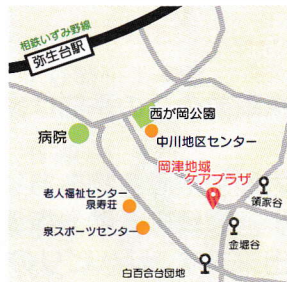 相鉄いずみ野線
弥生台駅
西が岡公園
病院
中川地区センター
岡津地域
ケアプラザ
老人福祉センター
泉寿荘
領家谷
泉スポーツセンター
金堀谷
白百合台団地